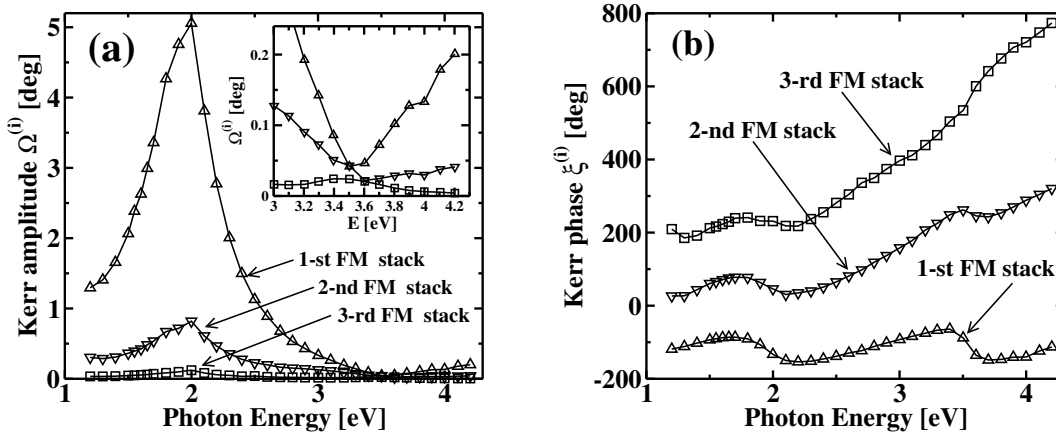 (a)
Kerr amplitude Ω(i) [deg]
5
4
3
2
1
0
1 2 3 4
Photon Energy [eV]
Ω(i) [deg]
0.2
0.1
0
3 3.2 3.4 3.6 3.8 4 4.2
E [eV]
1-st FM stack
2-nd FM stack
3-rd FM stack
(b)
Kerr phase ξ(i) [deg]
800
600
400
200
0
-200
1 2 3 4
Photon Energy [eV]
3-rd FM stack
2-nd FM stack
1-st FM stack